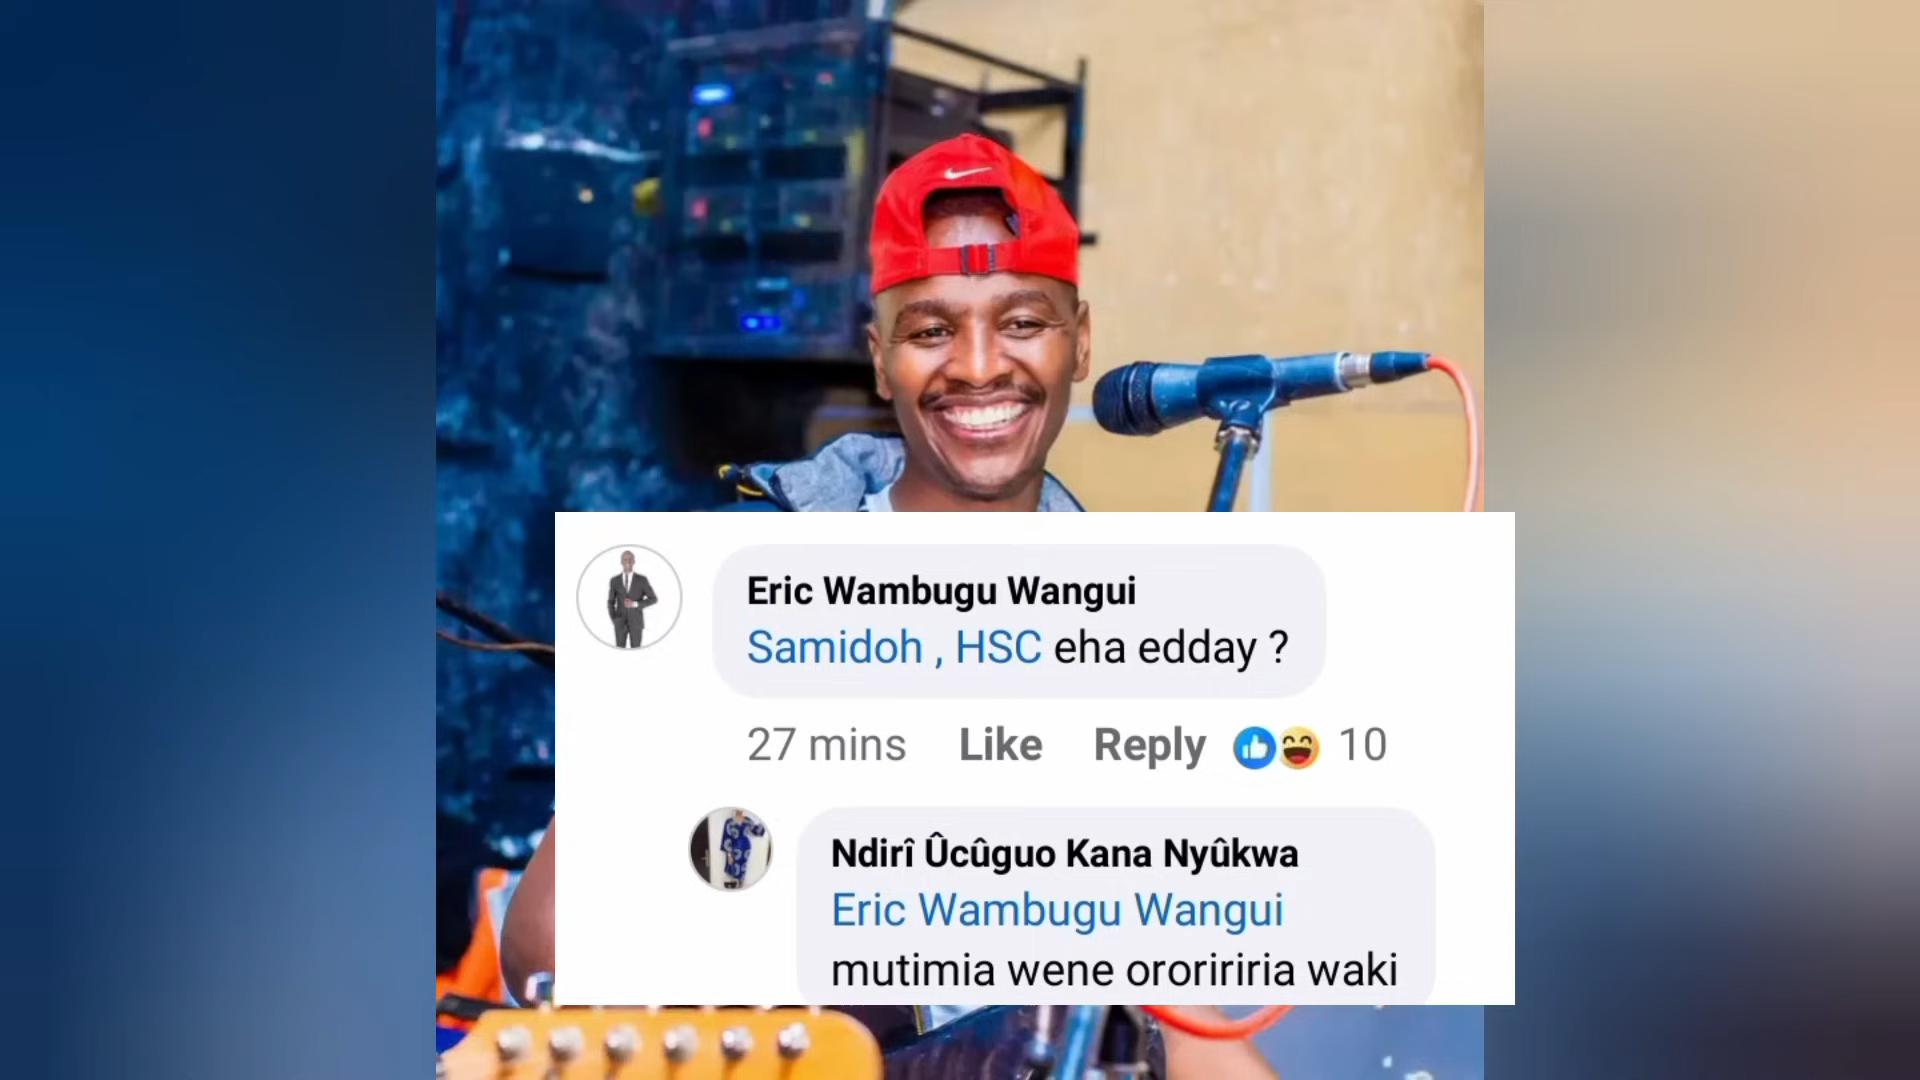 Eric Wambugu Wangui
Samidoh , HSC eha edday ?
27 mins Like Reply 10
Ndirî Ûcûguo Kana Nyûkwa
Eric Wambugu Wangui
mutimia wene oroririria waki